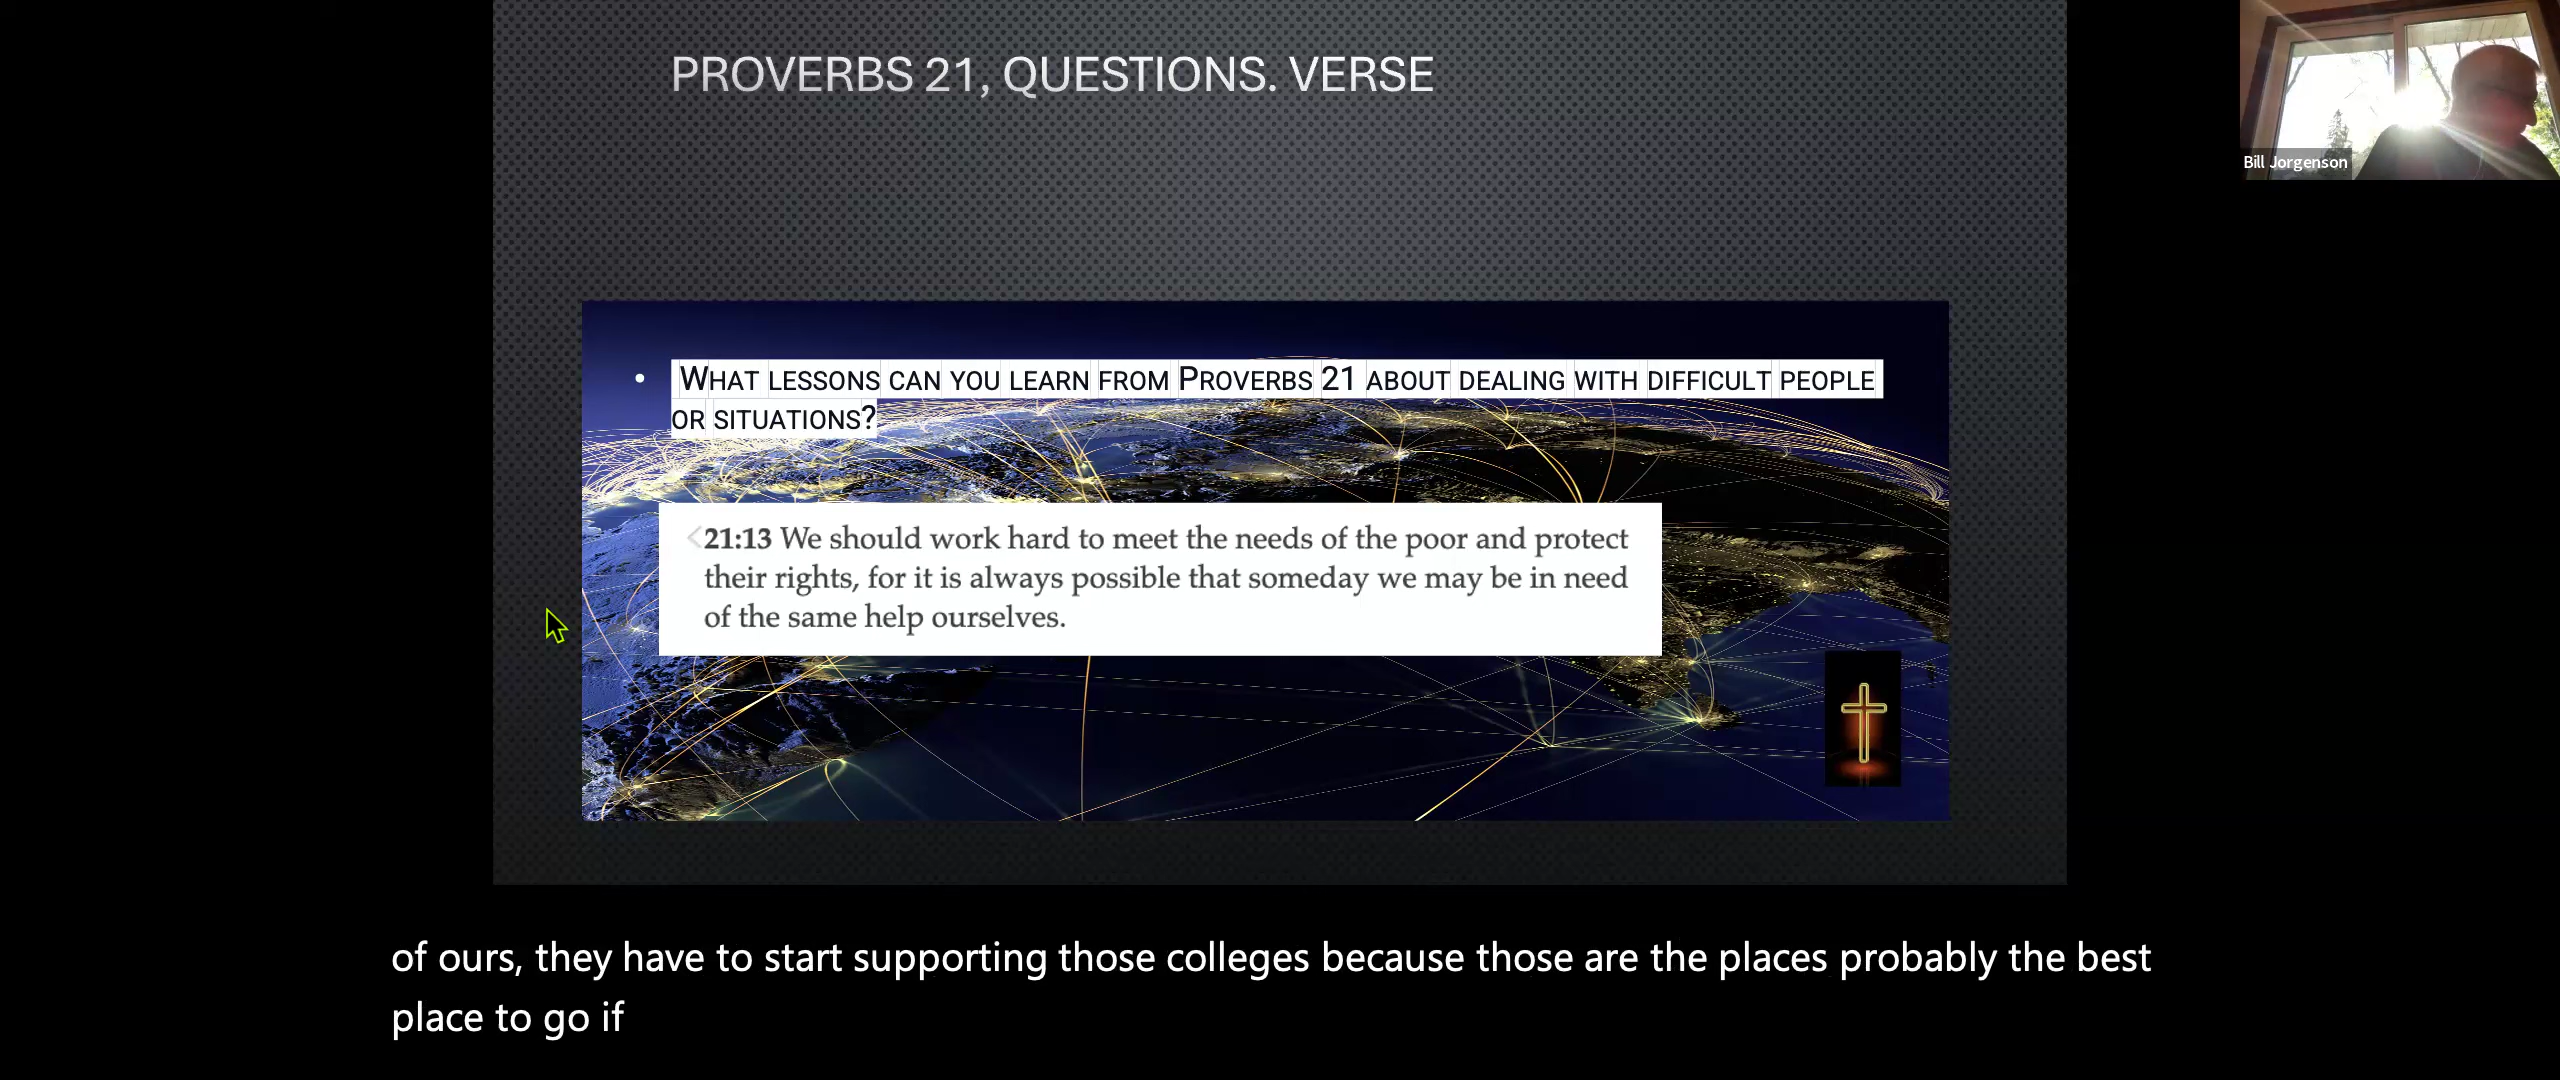 PROVERBS 21, QUESTIONS. VERSE
Bill Jorgenson
• WHAT LESSONS CAN YOU LEARN FROM PROVERBS 21 ABOUT DEALING WITH DIFFICULT PEOPLE
OR SITUATIONS?
<21:13 We should work hard to meet the needs of the poor and protect
their rights, for it is always possible that someday we may be in need
of the same help ourselves.
of ours, they have to start supporting those colleges because those are the places probably the best
place to go if